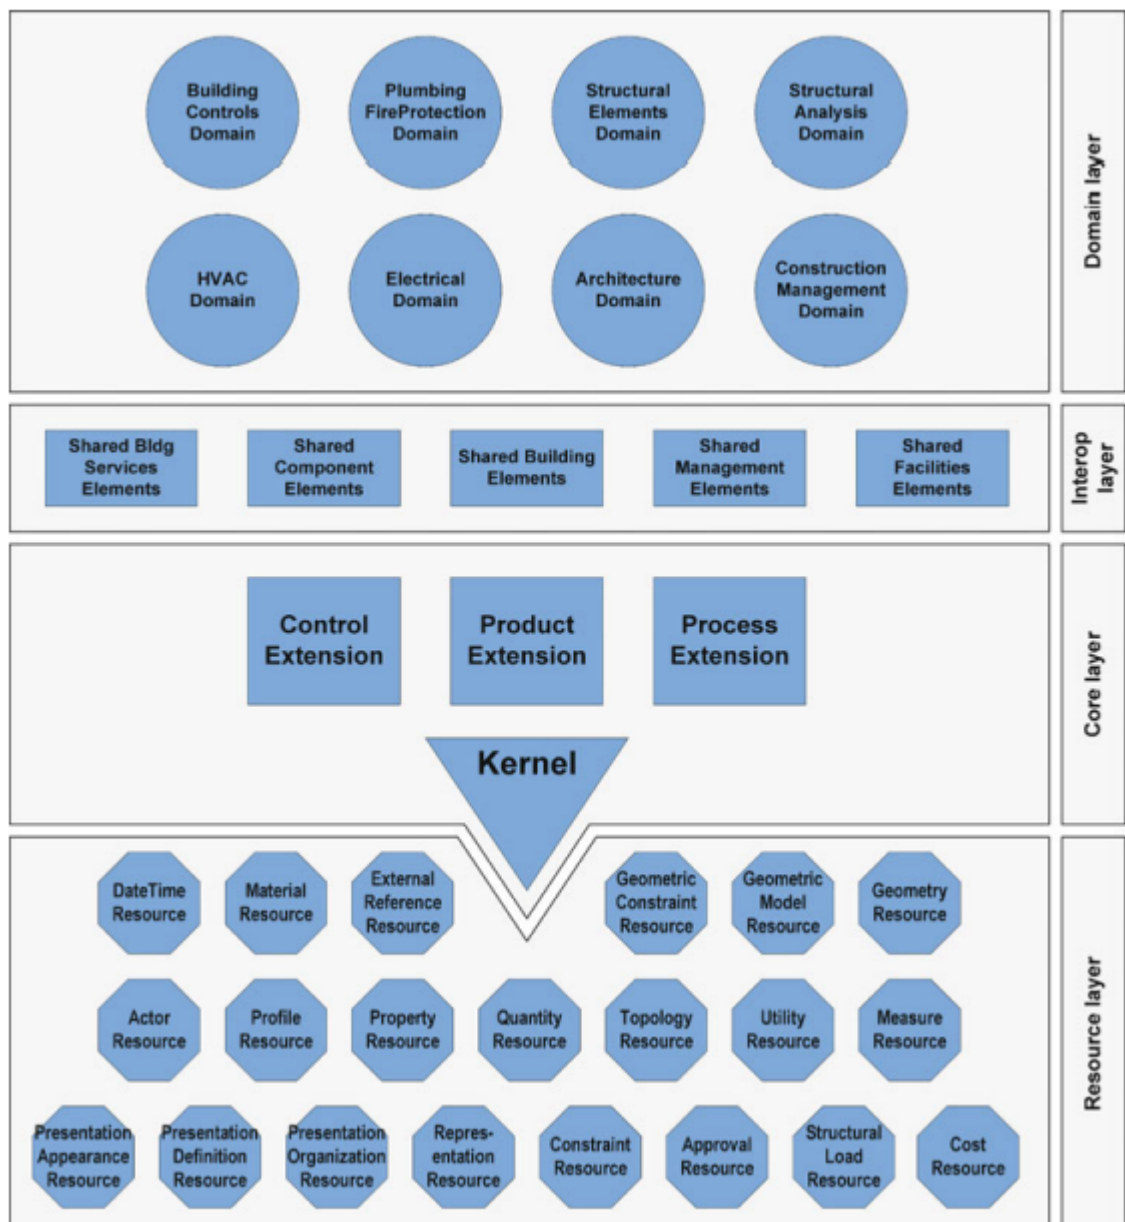 Building
Controls
Domain
Plumbing
FireProtection
Domain
Structural
Elements
Domain
Structural
Analysis
Domain
HVAC
Domain
Electrical
Domain
Architecture
Domain
Construction
Management
Domain
Domain layer
Shared Bldg
Services
Elements
Shared
Component
Elements
Shared Building
Elements
Shared
Management
Elements
Shared
Facilities
Elements
Interop
layer
Control
Extension
Product
Extension
Process
Extension
Kernel
Core layer
DateTime
Resource
Material
Resource
External
Reference
Resource
Geometric
Constraint
Resource
Geometric
Model
Resource
Geometry
Resource
Actor
Resource
Profile
Resource
Property
Resource
Quantity
Resource
Topology
Resource
Utility
Resource
Measure
Resource
Presentation
Appearance
Resource
Presentation
Definition
Resource
Presentation
Organization
Resource
Repres-
entation
Resource
Constraint
Resource
Approval
Resource
Structural
Load
Resource
Cost
Resource
Resource layer